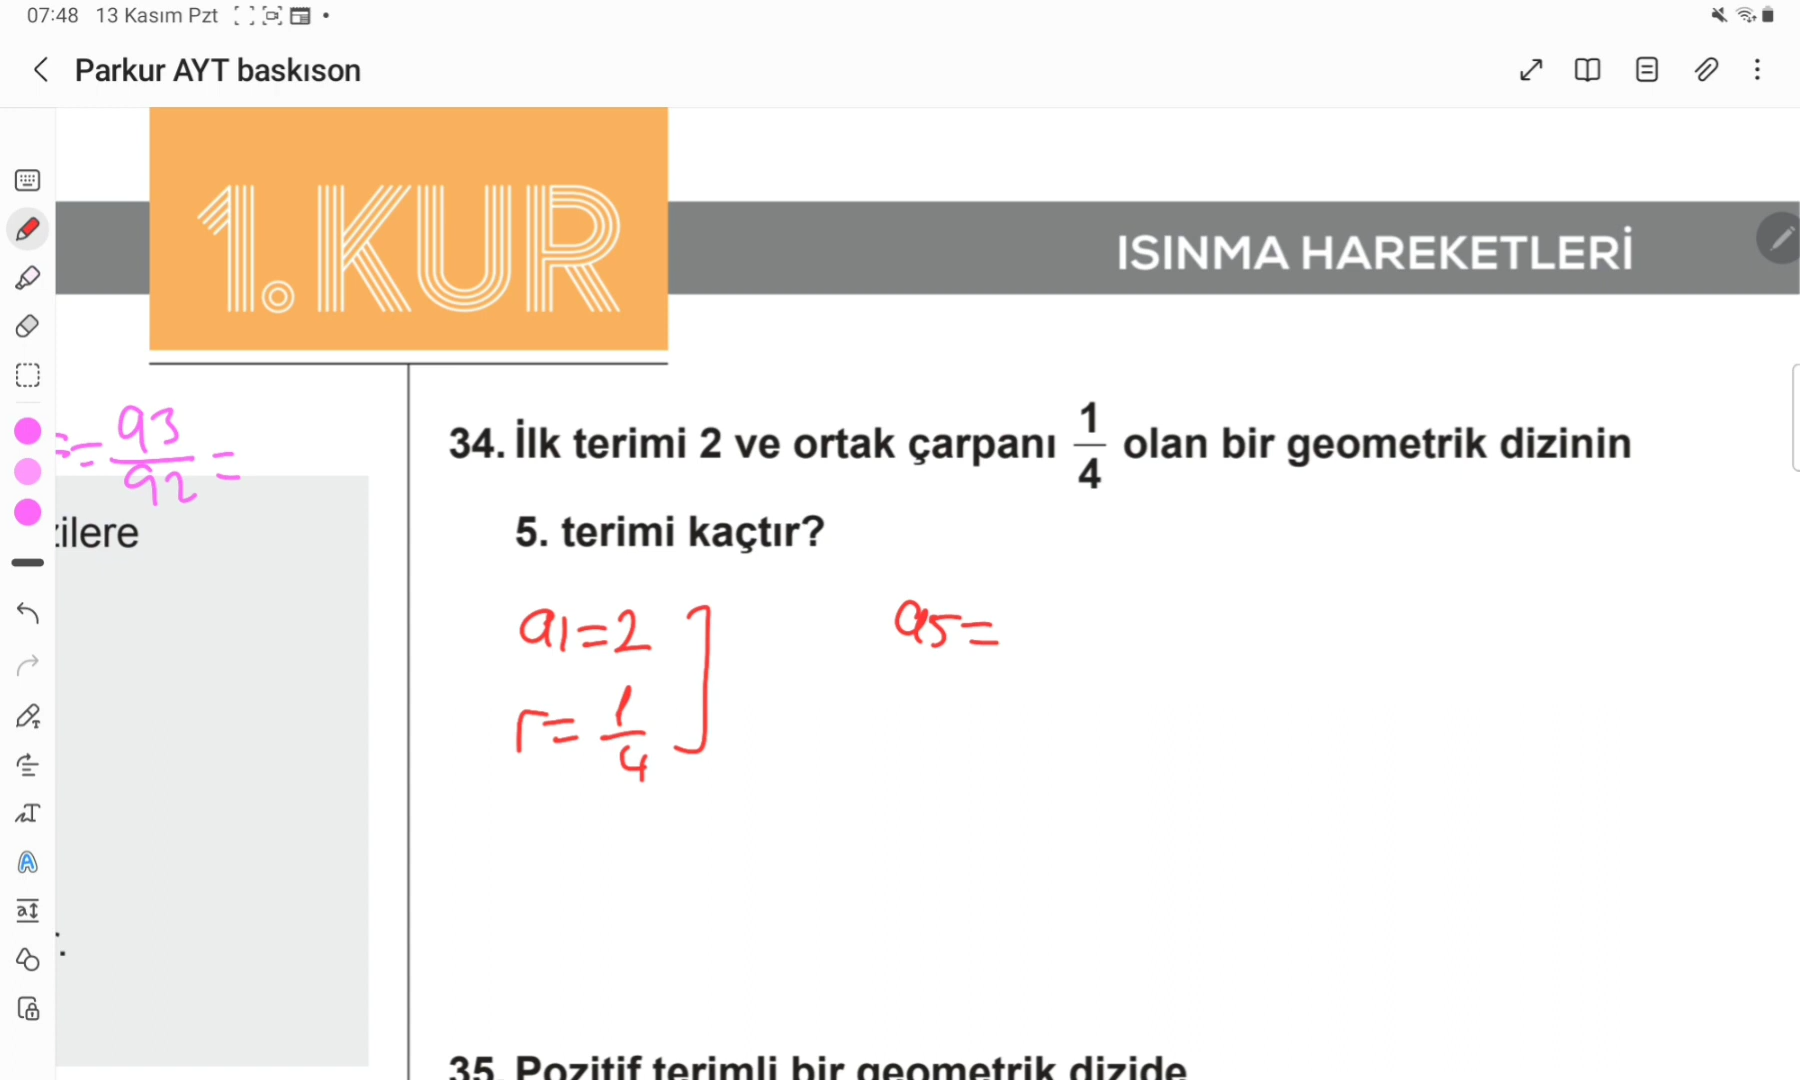 07:48 13 Kasım Pzt
Parkur AYT baskıson
1.KUR
ISINMA HAREKETLERİ
= a3/a2 =
zilere
34. İlk terimi 2 ve ortak çarpanı 1/4 olan bir geometrik dizinin
5. terimi kaçtır?
a1=2
r=1/4
a5=
35. Pozitif terimli bir geometrik dizide